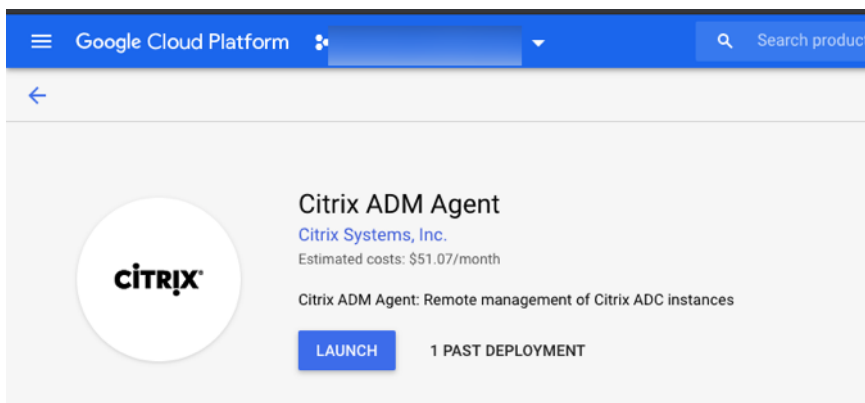 Google Cloud Platform
Search product
Citrix ADM Agent
Citrix Systems, Inc.
Estimated costs: $51.07/month
citrix
Citrix ADM Agent: Remote management of Citrix ADC instances
LAUNCH 1 PAST DEPLOYMENT